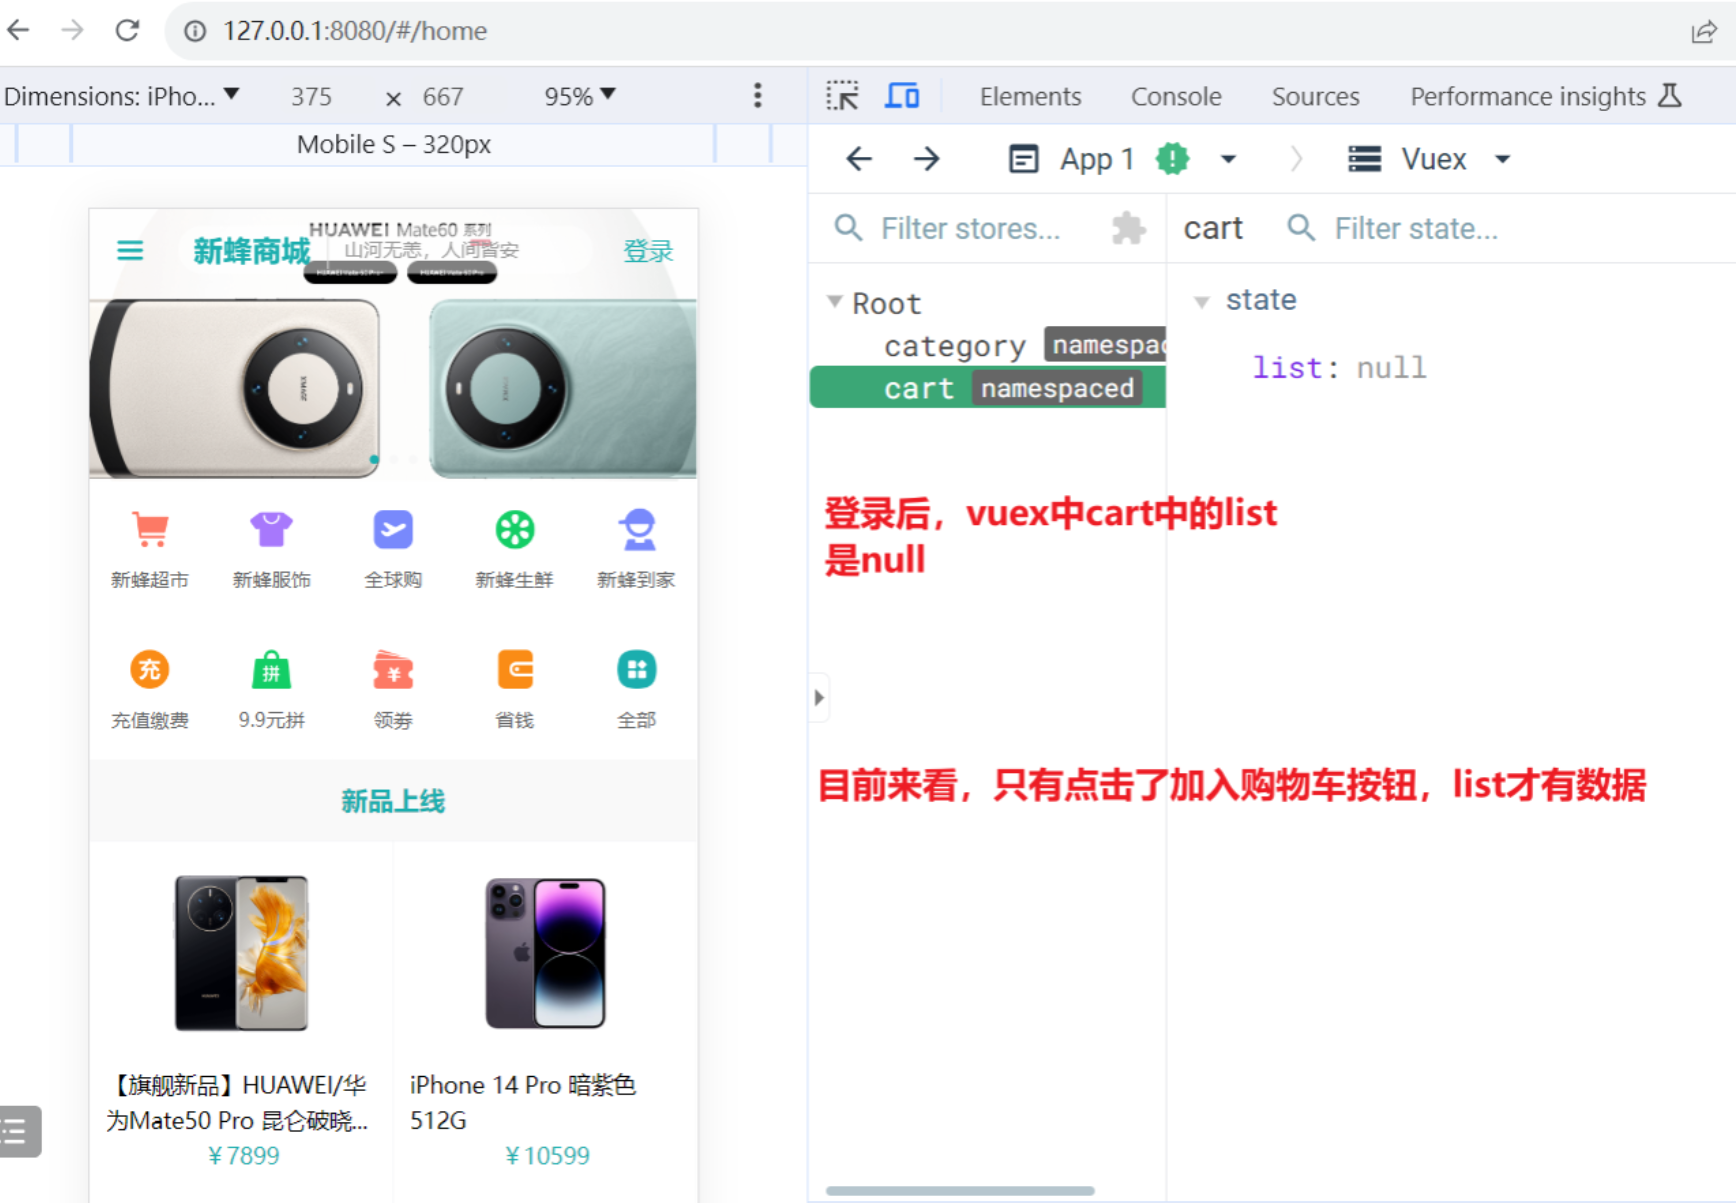 127.0.0.1:8080/#/home
Dimensions: iPho... 375 × 667 95%
Elements Console Sources Performance insights
Mobile S – 320px
App 1 Vuex
Filter stores... cart Filter state...
HUAWEI Mate60 系列
新蜂商城 山河无恙，人间皆安 登录
Root
category namespac
cart namespaced
state
list: null
登录后，vuex中cart中的list
是null
新蜂超市 新蜂服饰 全球购 新蜂生鲜 新蜂到家
充 拼 ¥
充值缴费 9.9元拼 领券 省钱 全部
目前来看，只有点击了加入购物车按钮，list才有数据
新品上线
【旗舰新品】HUAWEI/华
为Mate50 Pro 昆仑破晓...
¥7899
iPhone 14 Pro 暗紫色
512G
¥10599